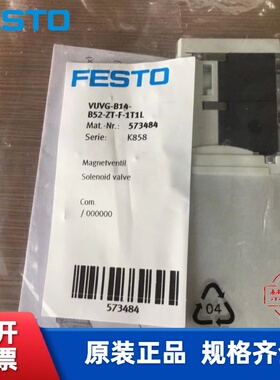 STO
FESTO
VUVG-B14-
B52-ZT-F-1T1L
Mat.-Nr.: 573484
Serie: K858
Magnetventil
Solenoid valve
Com.
/ 000000
573484
04
开
票
原装正品 规格齐